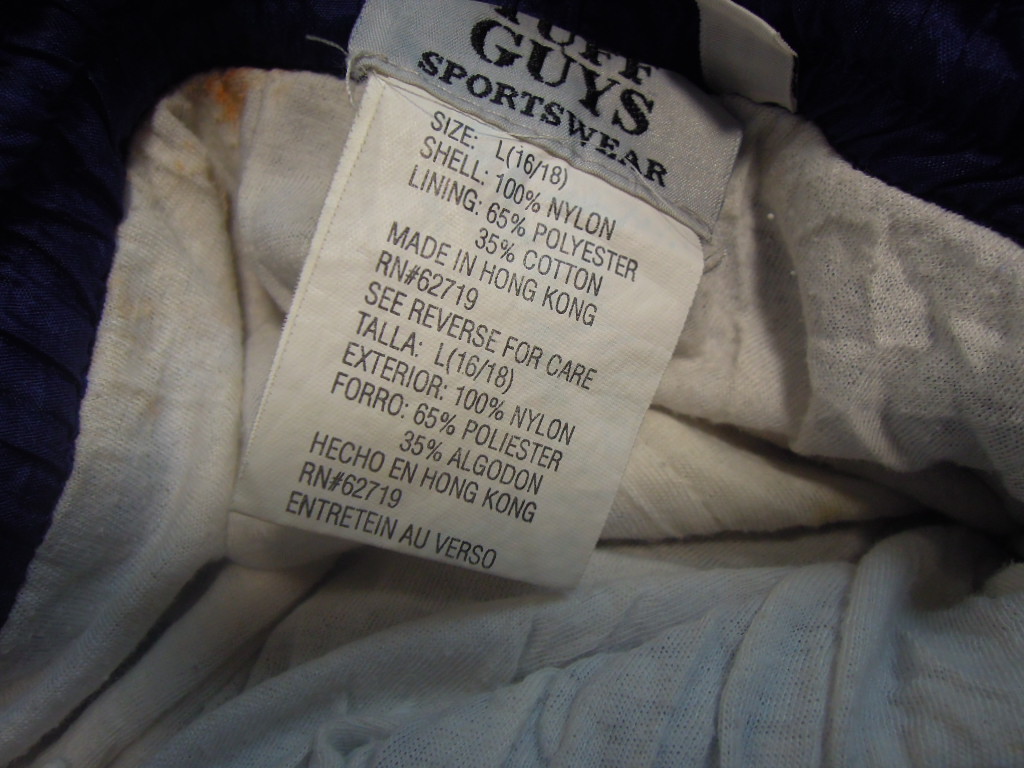 TUFF
GUYS
SPORTSWEAR
SIZE: L(16/18)
SHELL: 100% NYLON
LINING: 65% POLYESTER
35% COTTON
MADE IN HONG KONG
RN#62719
SEE REVERSE FOR CARE
TALLA: L(16/18)
EXTERIOR: 100% NYLON
FORRO: 65% POLIESTER
35% ALGODON
HECHO EN HONG KONG
RN#62719
ENTRETEIN AU VERSO